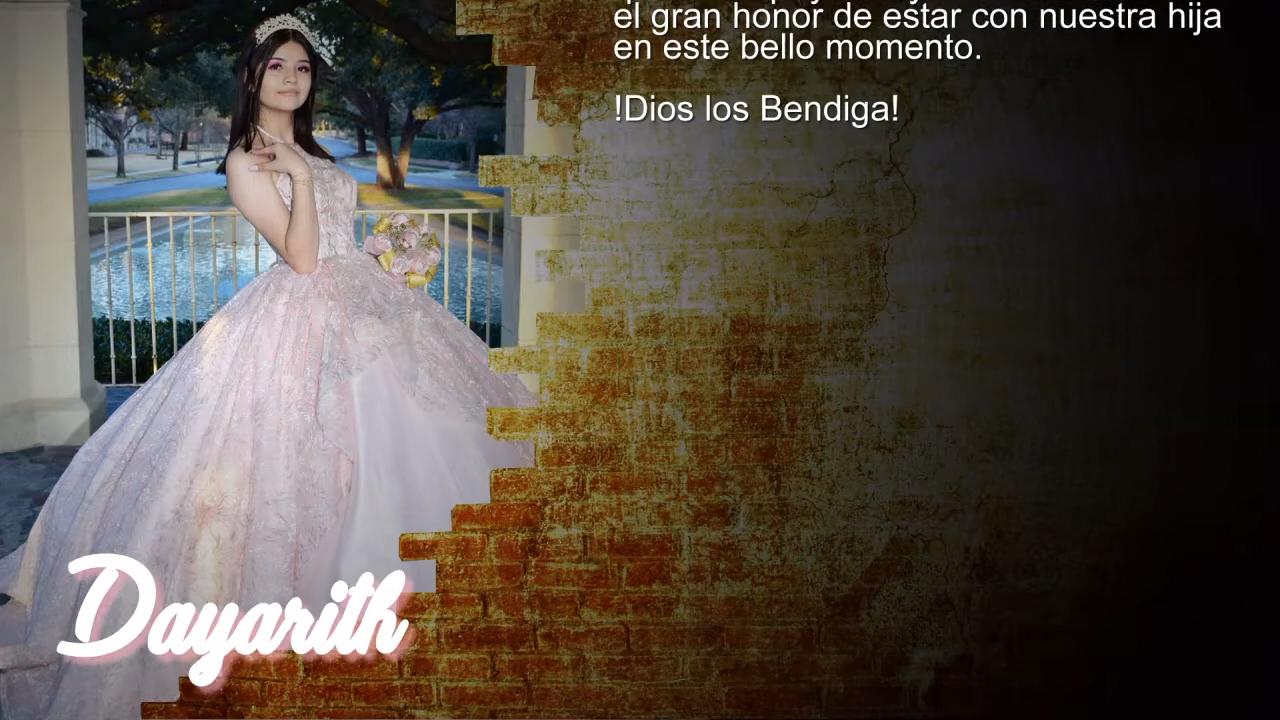 el gran honor de estar con nuestra hija
en este bello momento.
!Dios los Bendiga!
Dayarith